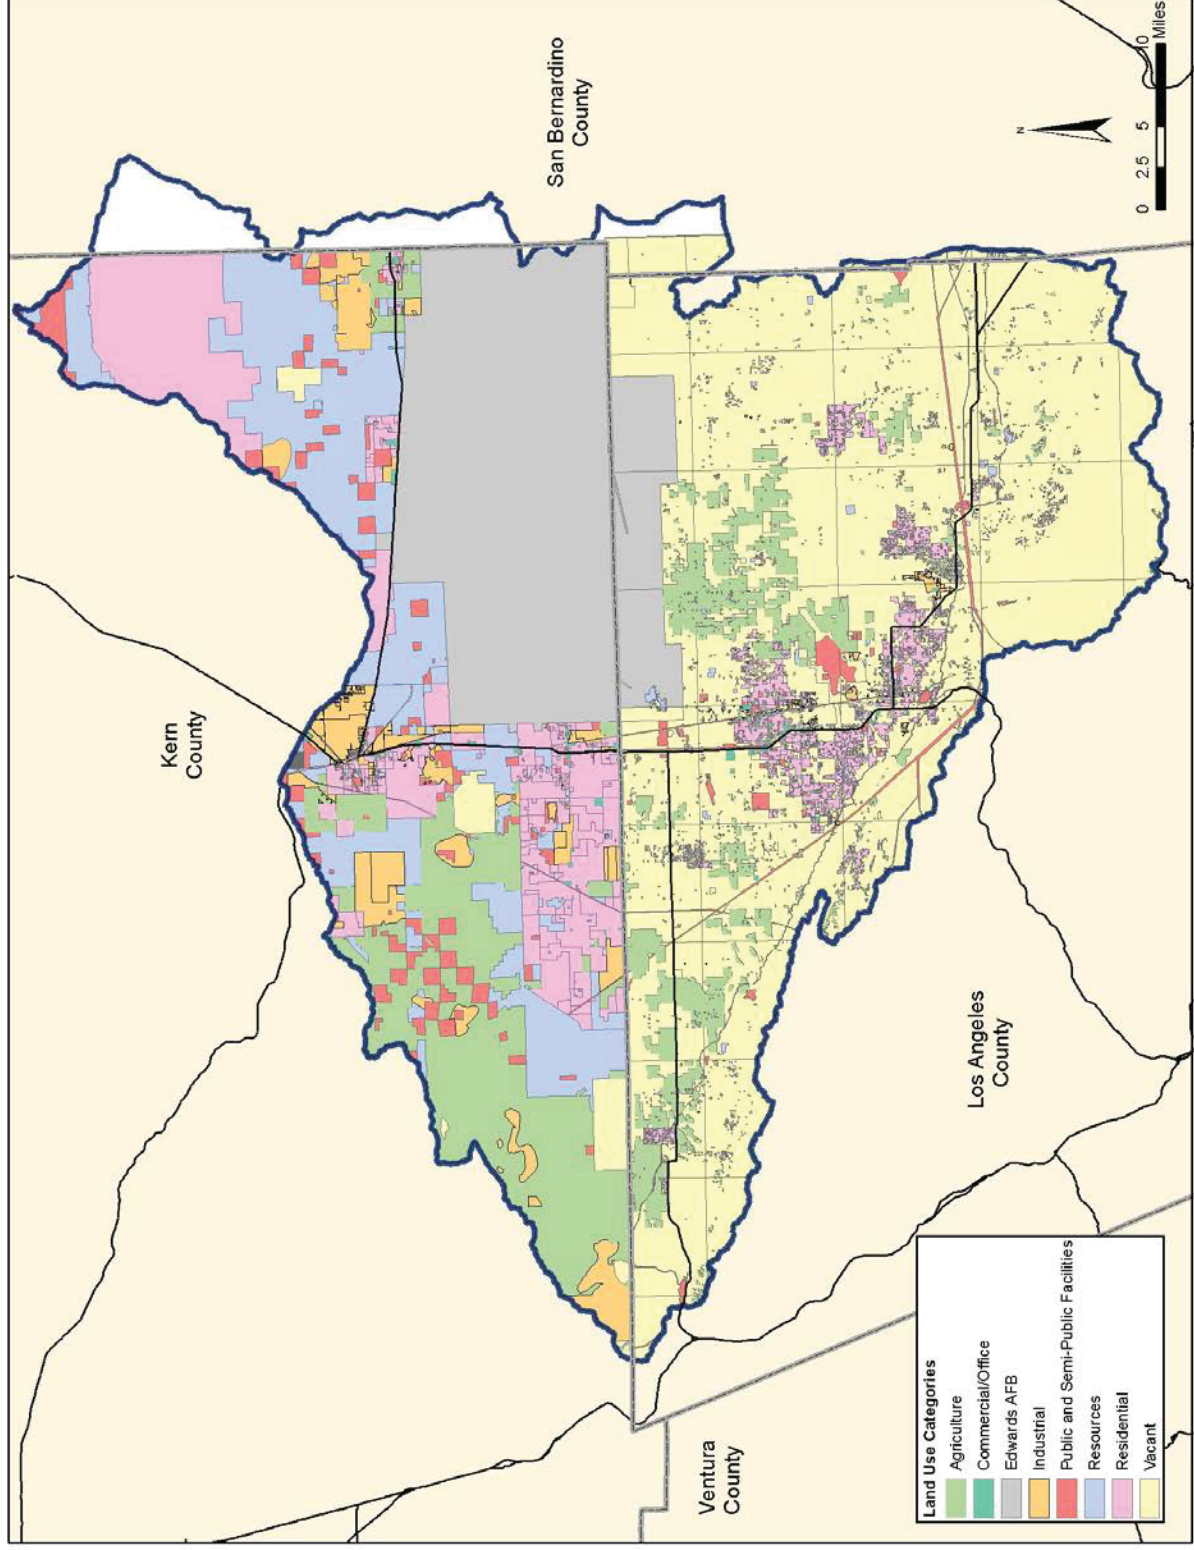 Kern
County
San Bernardino
County
Los Angeles
County
Ventura
County
N
0
2.5
5
10
Miles
Land Use Categories
Agriculture
Commercial/Office
Edwards AFB
Industrial
Public and Semi-Public Facilities
Resources
Residential
Vacant